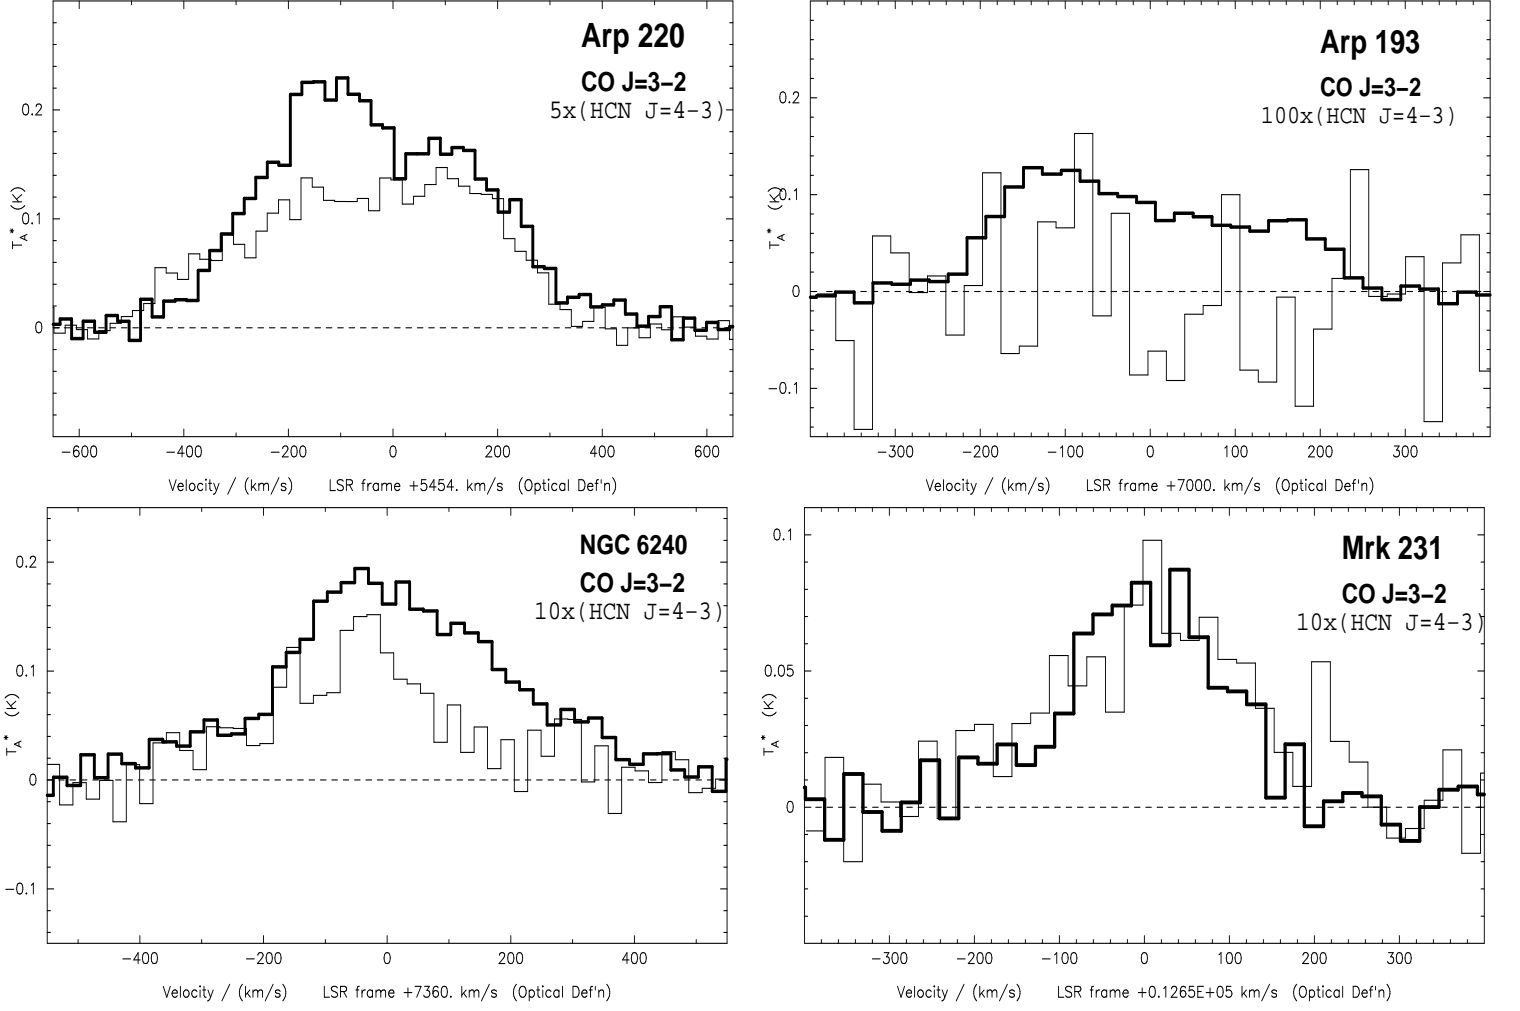 Arp 220
CO J=3–2
5x(HCN J=4-3)
0.2
0.1
0
T_A* (K)
−600 −400 −200 0 200 400 600
Velocity / (km/s) LSR frame +5454. km/s (Optical Def'n)
Arp 193
CO J=3–2
100x(HCN J=4-3)
0.2
0.1
0
−0.1
T_A* (K)
−300 −200 −100 0 100 200 300
Velocity / (km/s) LSR frame +7000. km/s (Optical Def'n)
NGC 6240
CO J=3–2
10x(HCN J=4-3)
0.2
0.1
0
−0.1
T_A* (K)
−400 −200 0 200 400
Velocity / (km/s) LSR frame +7360. km/s (Optical Def'n)
Mrk 231
CO J=3–2
10x(HCN J=4-3)
0.1
0.05
0
T_A* (K)
−300 −200 −100 0 100 200 300
Velocity / (km/s) LSR frame +0.1265E+05 km/s (Optical Def'n)